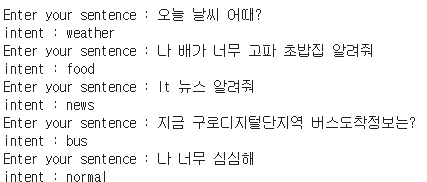 Enter your sentence : 오늘 날씨 어때?
intent : weather
Enter your sentence : 나 배가 너무 고파 초밥집 알려줘
intent : food
Enter your sentence : It 뉴스 알려줘
intent : news
Enter your sentence : 지금 구로디지털단지역 버스도착정보는?
intent : bus
Enter your sentence : 나 너무 심심해
intent : normal